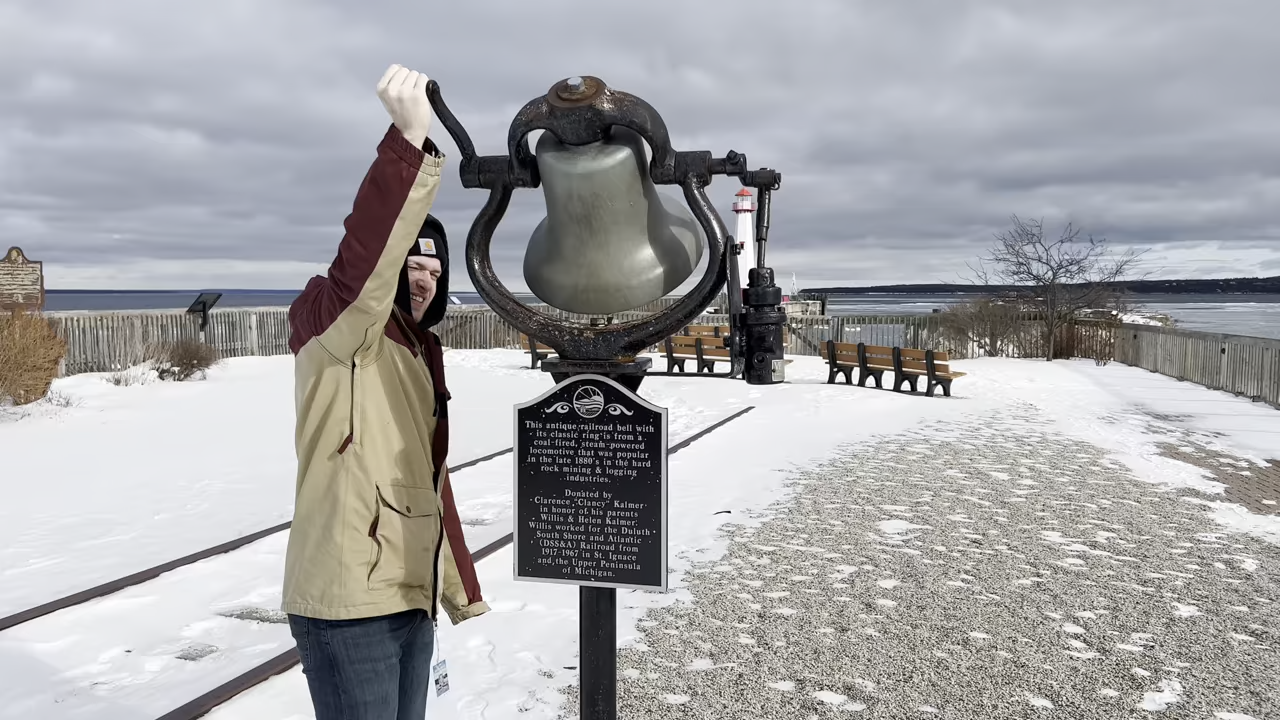 This antique railroad bell with
its classic ring is from a
coal-fired, steam-powered
locomotive that was popular
in the late 1880's in the hard
rock mining & logging
industries.
Donated by
Clarence "Clancy" Kalmer
in honor of his parents
Willis & Helen Kalmer.
Willis worked for the Duluth
South Shore and Atlantic
(DSS&A) Railroad from
1917-1967 in St. Ignace
and the Upper Peninsula
of Michigan.